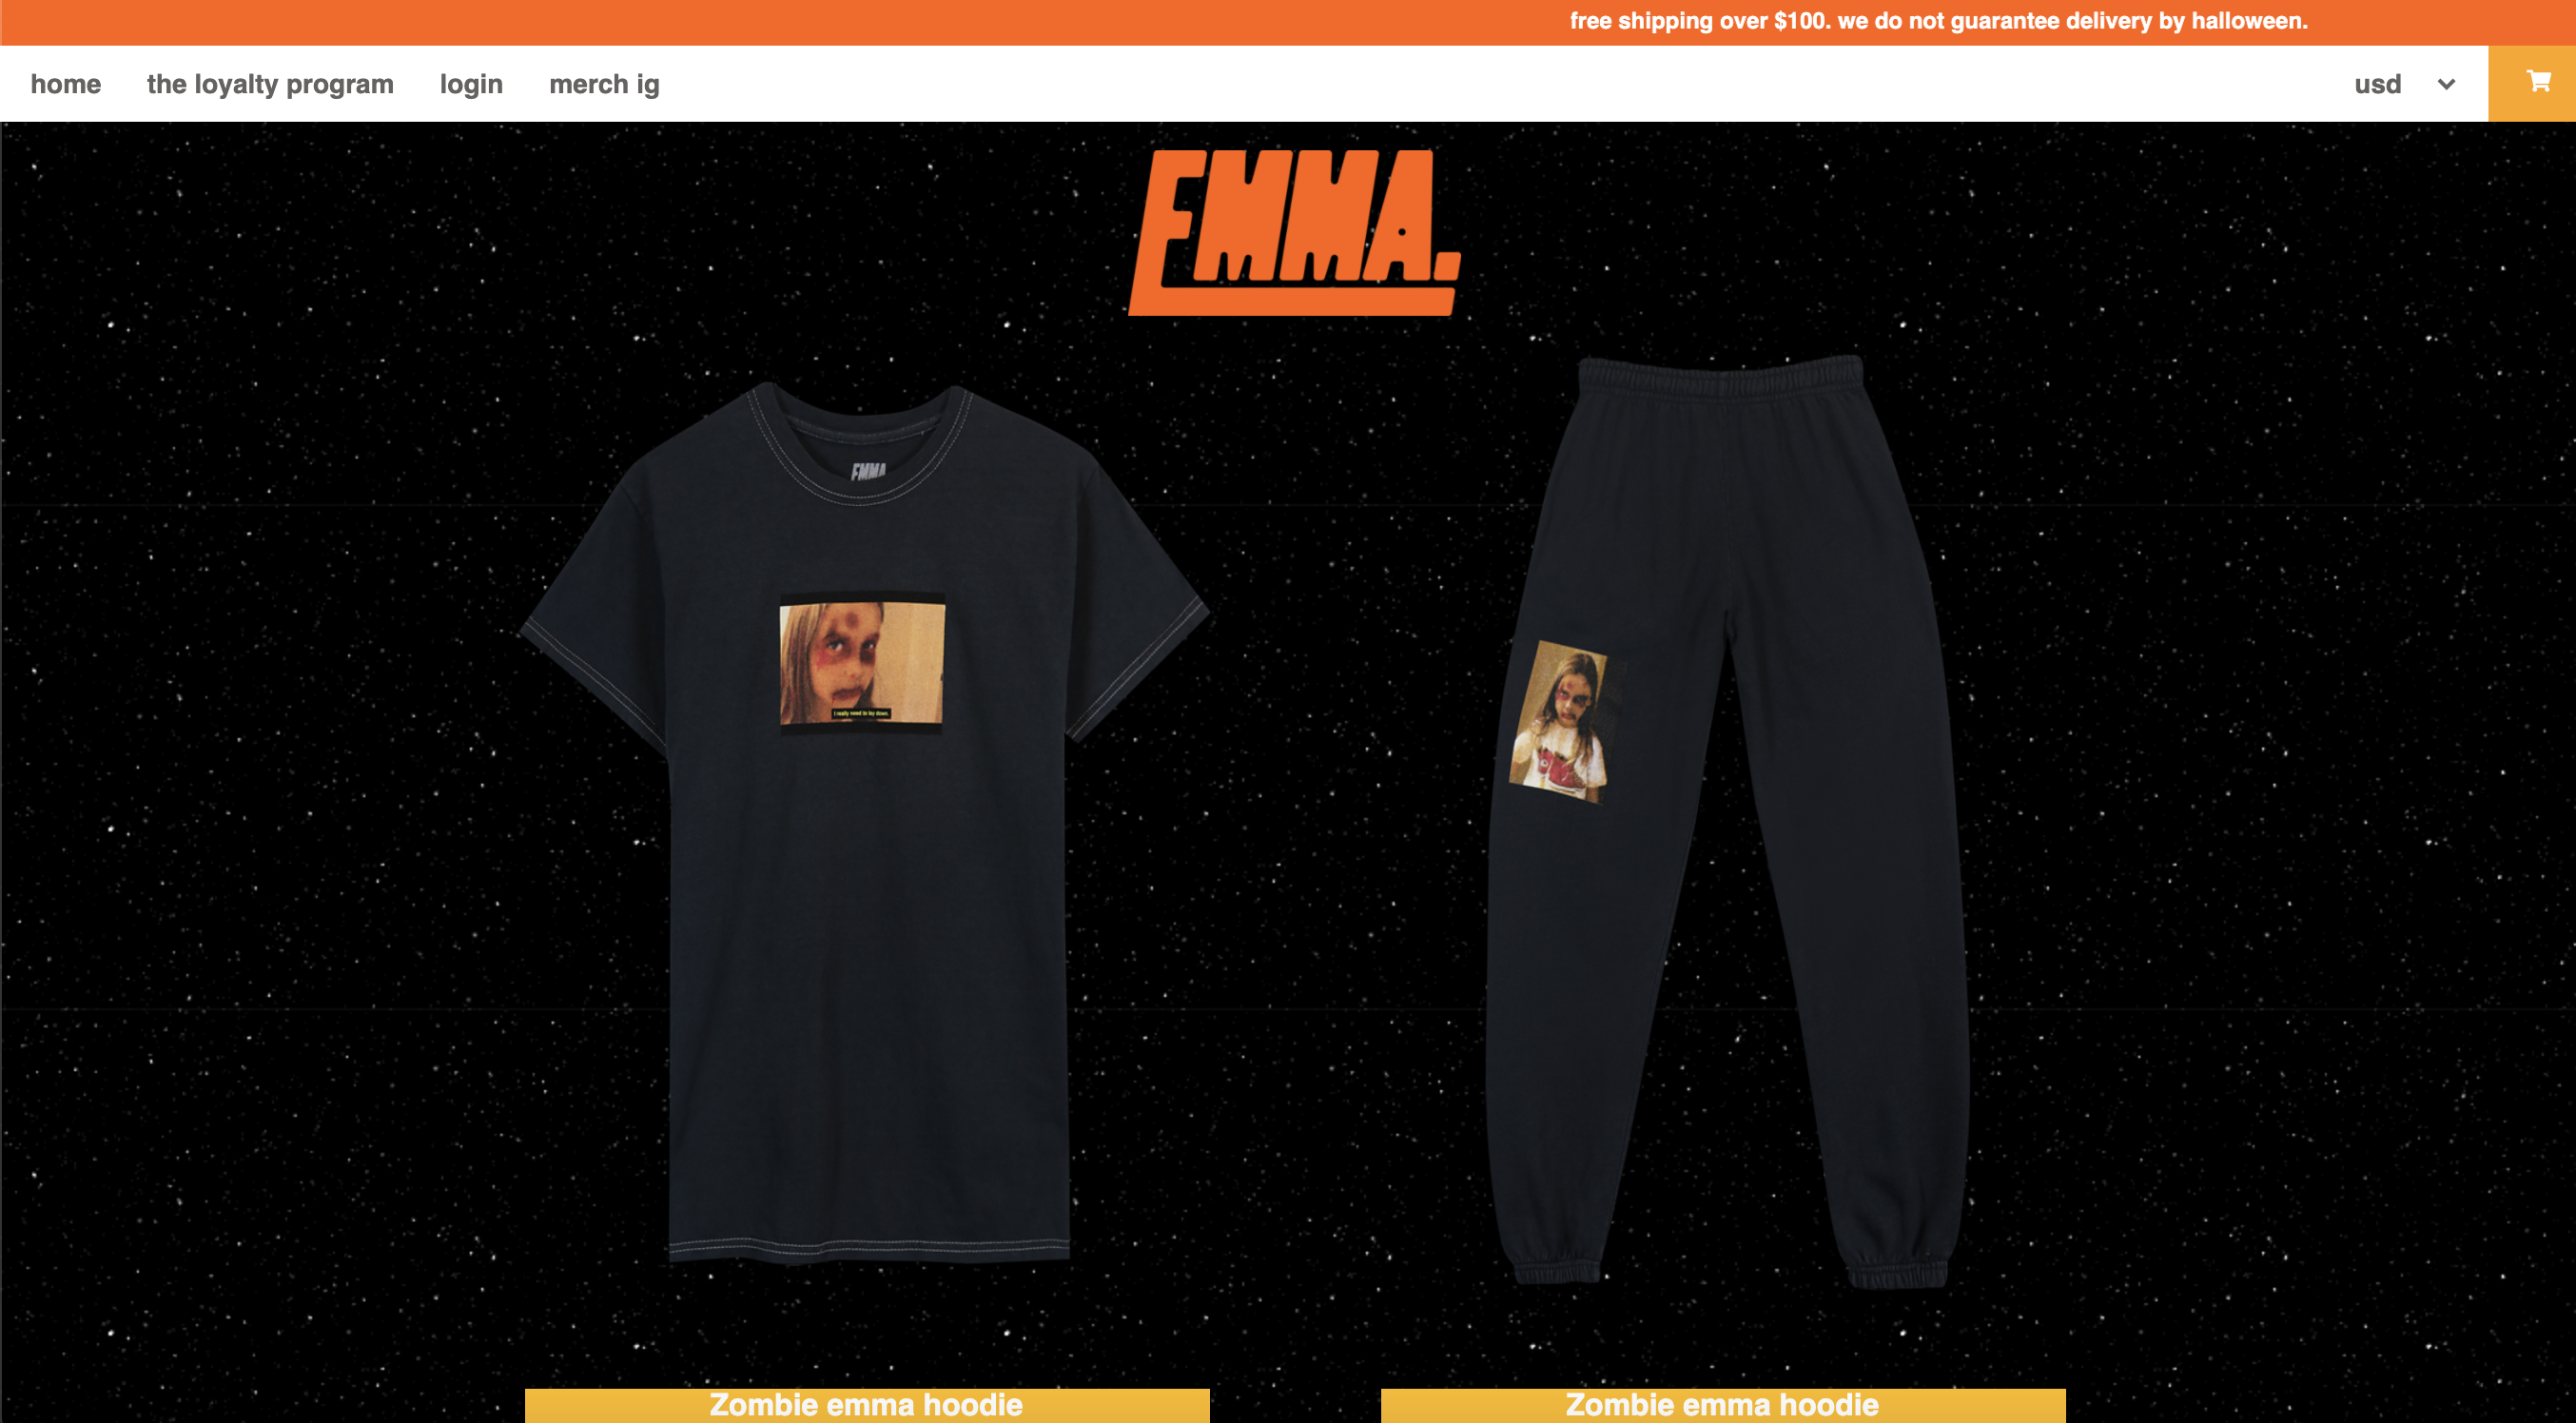 free shipping over $100. we do not guarantee delivery by halloween.
home the loyalty program login merch ig usd
EMMA.
EMMA
I really need to lay down.
Zombie emma hoodie Zombie emma hoodie